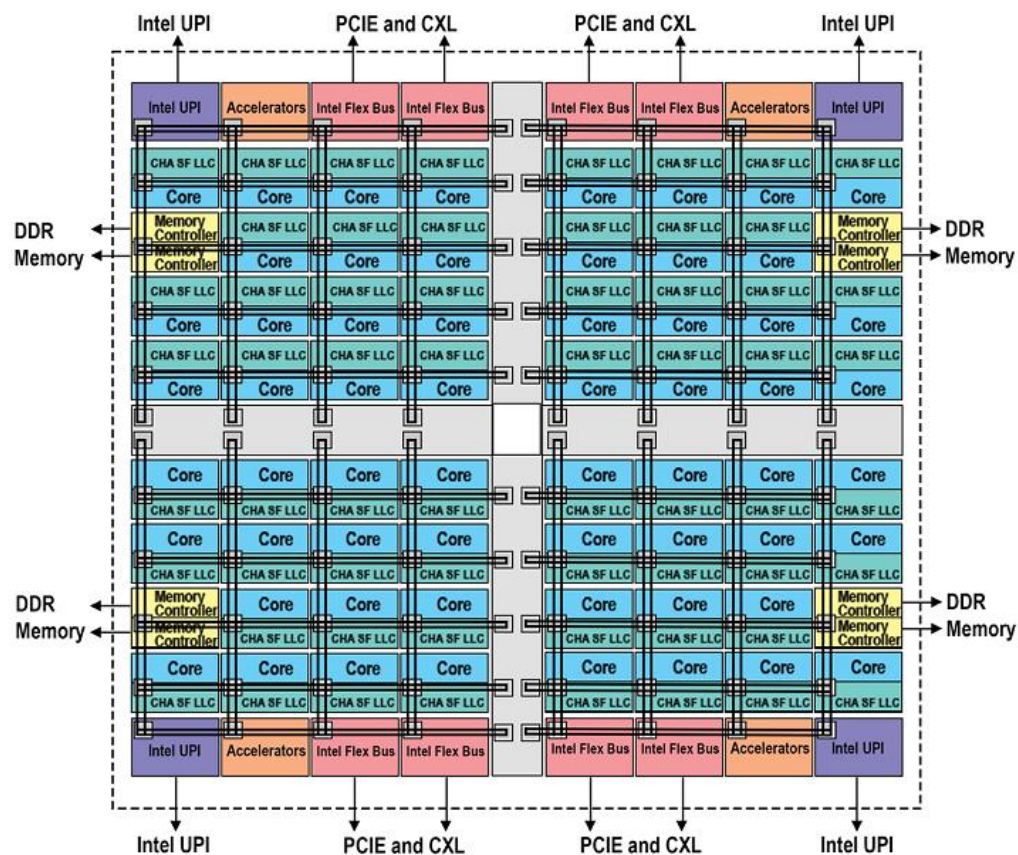 Intel UPI PCIE and CXL PCIE and CXL Intel UPI
Intel UPI Accelerators Intel Flex Bus Intel Flex Bus Intel Flex Bus Intel Flex Bus Accelerators Intel UPI
CHA SF LLC CHA SF LLC CHA SF LLC CHA SF LLC CHA SF LLC CHA SF LLC CHA SF LLC CHA SF LLC
Core Core Core Core Core Core Core Core
DDR Memory Controller CHA SF LLC CHA SF LLC CHA SF LLC CHA SF LLC CHA SF LLC CHA SF LLC Memory Controller DDR
Memory Memory Controller Core Core Core Core Core Core Memory Controller Memory
CHA SF LLC CHA SF LLC CHA SF LLC CHA SF LLC CHA SF LLC CHA SF LLC CHA SF LLC CHA SF LLC
Core Core Core Core Core Core Core Core
CHA SF LLC CHA SF LLC CHA SF LLC CHA SF LLC CHA SF LLC CHA SF LLC CHA SF LLC CHA SF LLC
Core Core Core Core Core Core Core Core
Core Core Core Core Core Core Core Core
CHA SF LLC CHA SF LLC CHA SF LLC CHA SF LLC CHA SF LLC CHA SF LLC CHA SF LLC CHA SF LLC
Core Core Core Core Core Core Core Core
CHA SF LLC CHA SF LLC CHA SF LLC CHA SF LLC CHA SF LLC CHA SF LLC CHA SF LLC CHA SF LLC
DDR Memory Controller Core Core Core Core Core Core Memory Controller DDR
Memory Memory Controller CHA SF LLC CHA SF LLC CHA SF LLC CHA SF LLC CHA SF LLC CHA SF LLC Memory Controller Memory
Core Core Core Core Core Core Core Core
CHA SF LLC CHA SF LLC CHA SF LLC CHA SF LLC CHA SF LLC CHA SF LLC CHA SF LLC CHA SF LLC
Intel UPI Accelerators Intel Flex Bus Intel Flex Bus Intel Flex Bus Intel Flex Bus Accelerators Intel UPI
Intel UPI PCIE and CXL PCIE and CXL Intel UPI